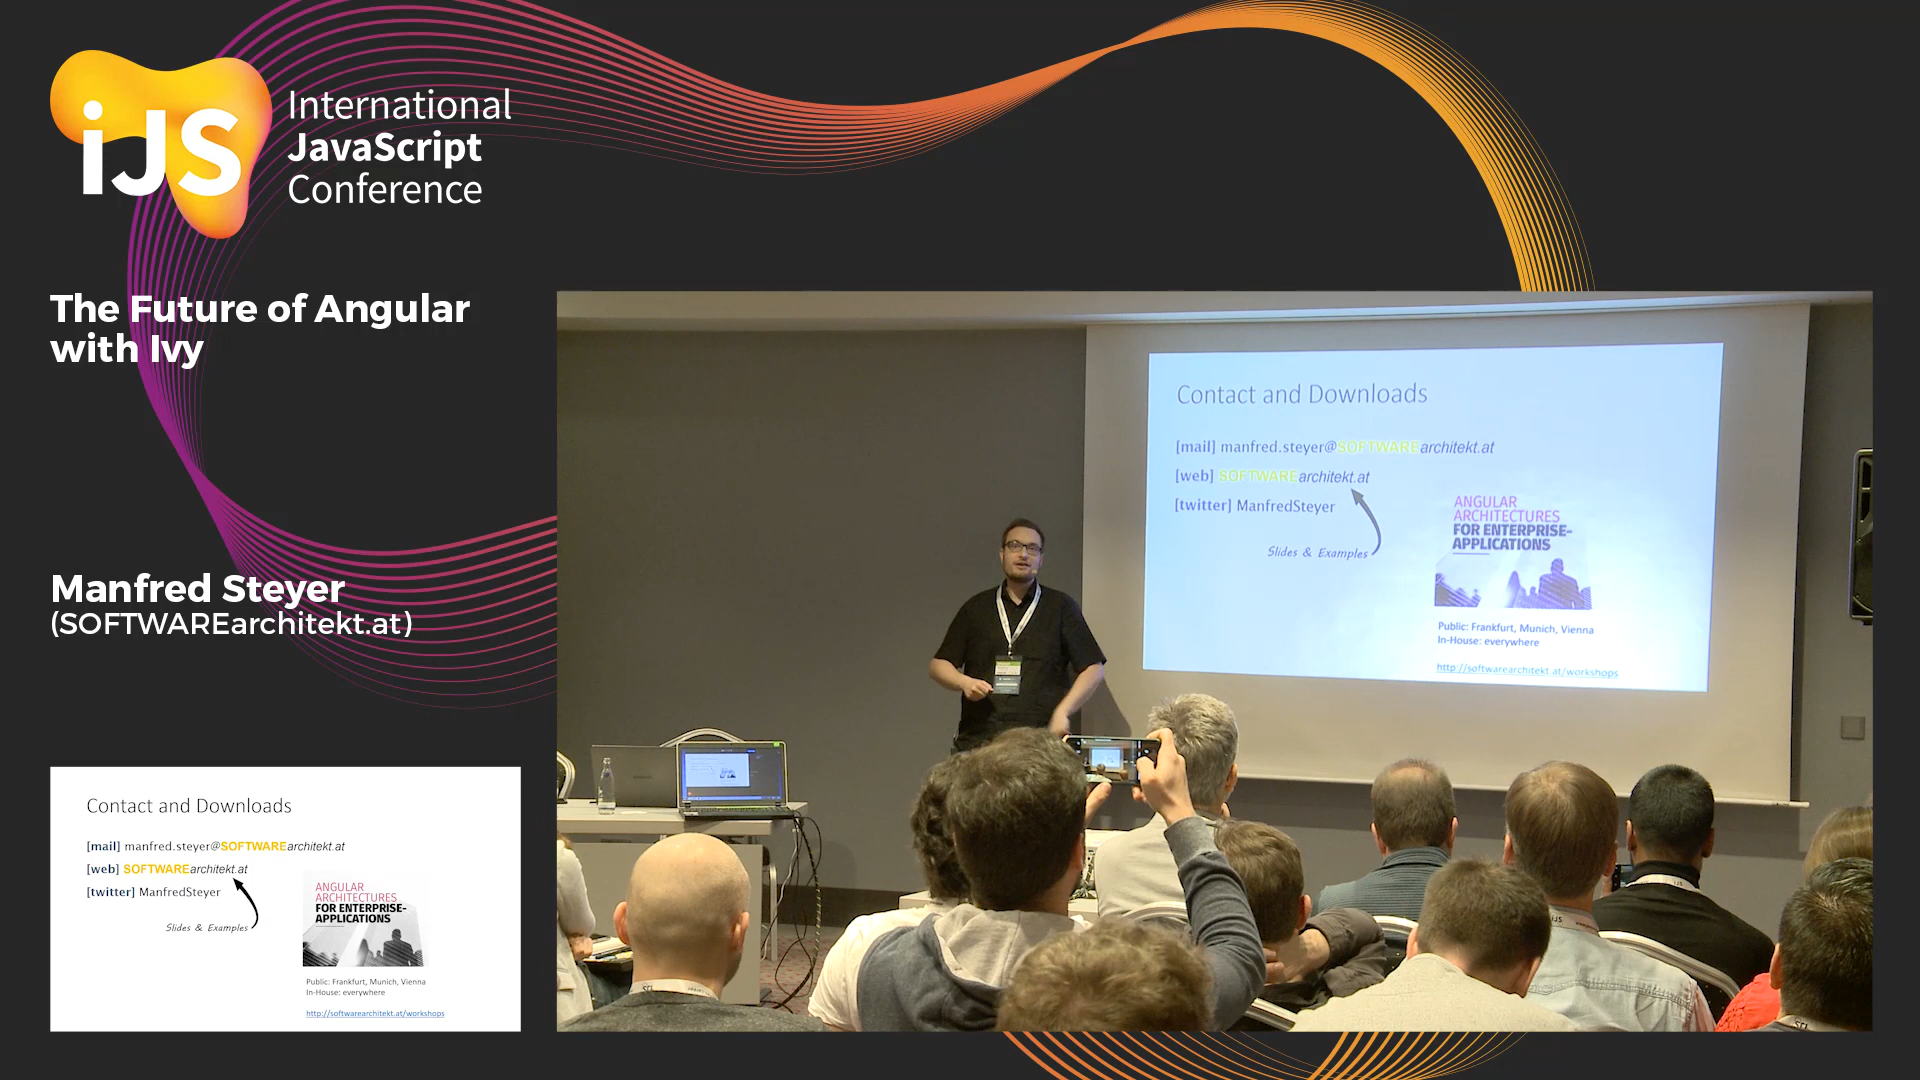 iJS
International
JavaScript
Conference
The Future of Angular
with Ivy
Manfred Steyer
(SOFTWAREarchitekt.at)
Contact and Downloads
[mail] manfred.steyer@SOFTWAREarchitekt.at
[web] SOFTWAREarchitekt.at
[twitter] ManfredSteyer
Slides & Examples
ANGULAR
ARCHITECTURES
FOR ENTERPRISE-
APPLICATIONS
Public: Frankfurt, Munich, Vienna
In-House: everywhere
http://softwarearchitekt.at/workshops
Contact and Downloads
[mail] manfred.steyer@SOFTWAREarchitekt.at
[web] SOFTWAREarchitekt.at
[twitter] ManfredSteyer
Slides & Examples
ANGULAR
ARCHITECTURES
FOR ENTERPRISE-
APPLICATIONS
Public: Frankfurt, Munich, Vienna
In-House: everywhere
http://softwarearchitekt.at/workshops